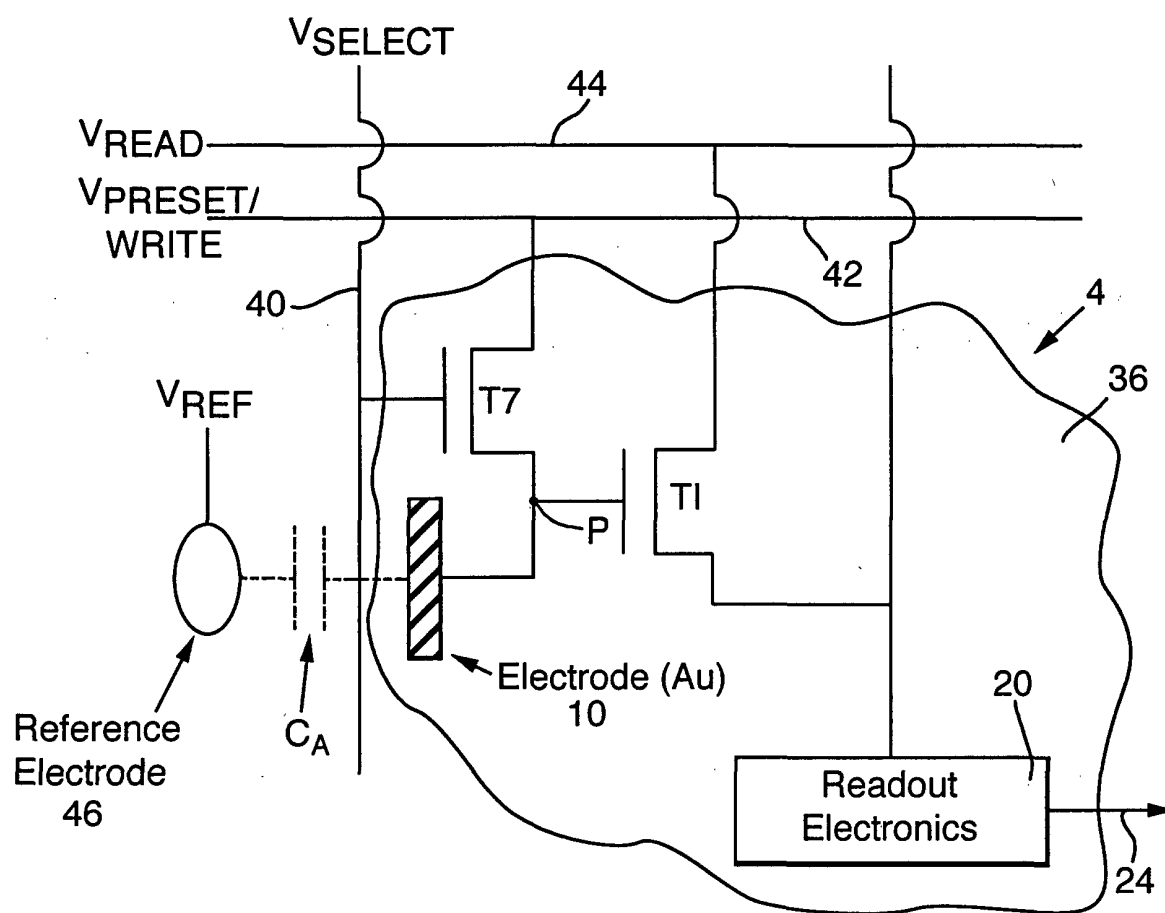 VSELECT
44
VREAD
VPRESET/
WRITE
42
40
4
T7
36
VREF
TI
P
Electrode (Au)
10
20
Reference
Electrode
46
CA
Readout
Electronics
24